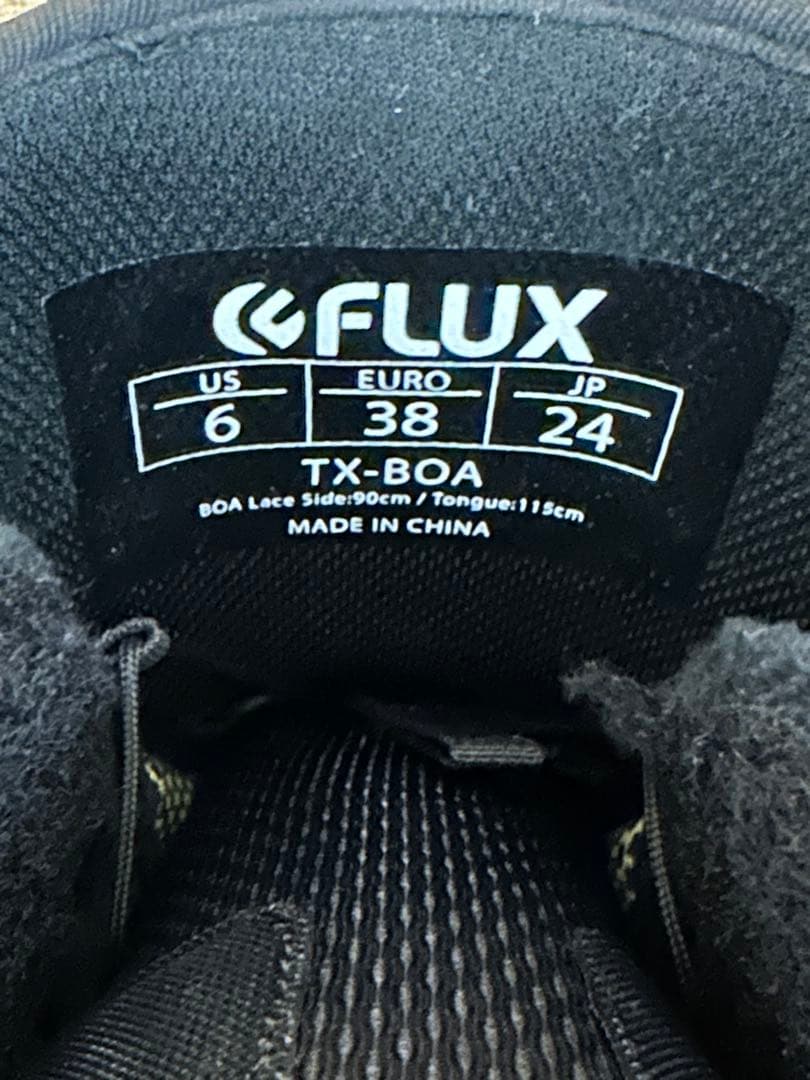 FLUX
US EURO JP
6 38 24
TX-BOA
BOA Lace Side:90cm / Tongue:115cm
MADE IN CHINA